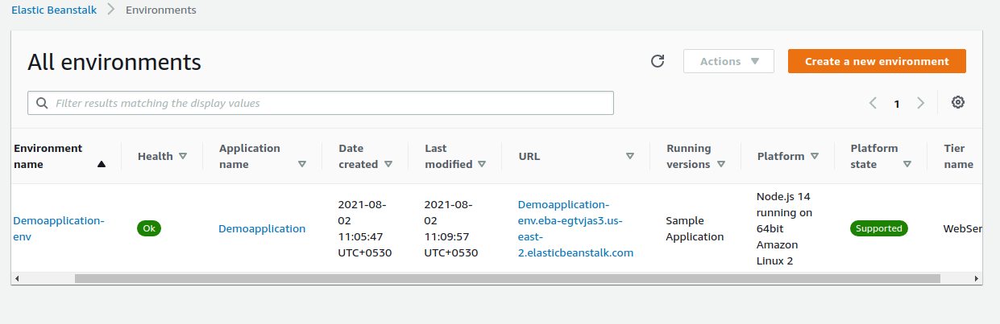 Elastic Beanstalk > Environments
All environments
Actions
Create a new environment
Filter results matching the display values
1
Environment
name
Health
Application
name
Date
created
Last
modified
URL
Running
versions
Platform
Platform
state
Tier
name
Demoapplication-
env
Ok
Demoapplication
2021-08-
02
11:05:47
UTC+0530
2021-08-
02
11:09:57
UTC+0530
Demoapplication-
env.eba-egtvjas3.us-
east-
2.elasticbeanstalk.com
Sample
Application
Node.js 14
running on
64bit
Amazon
Linux 2
Supported
WebSer